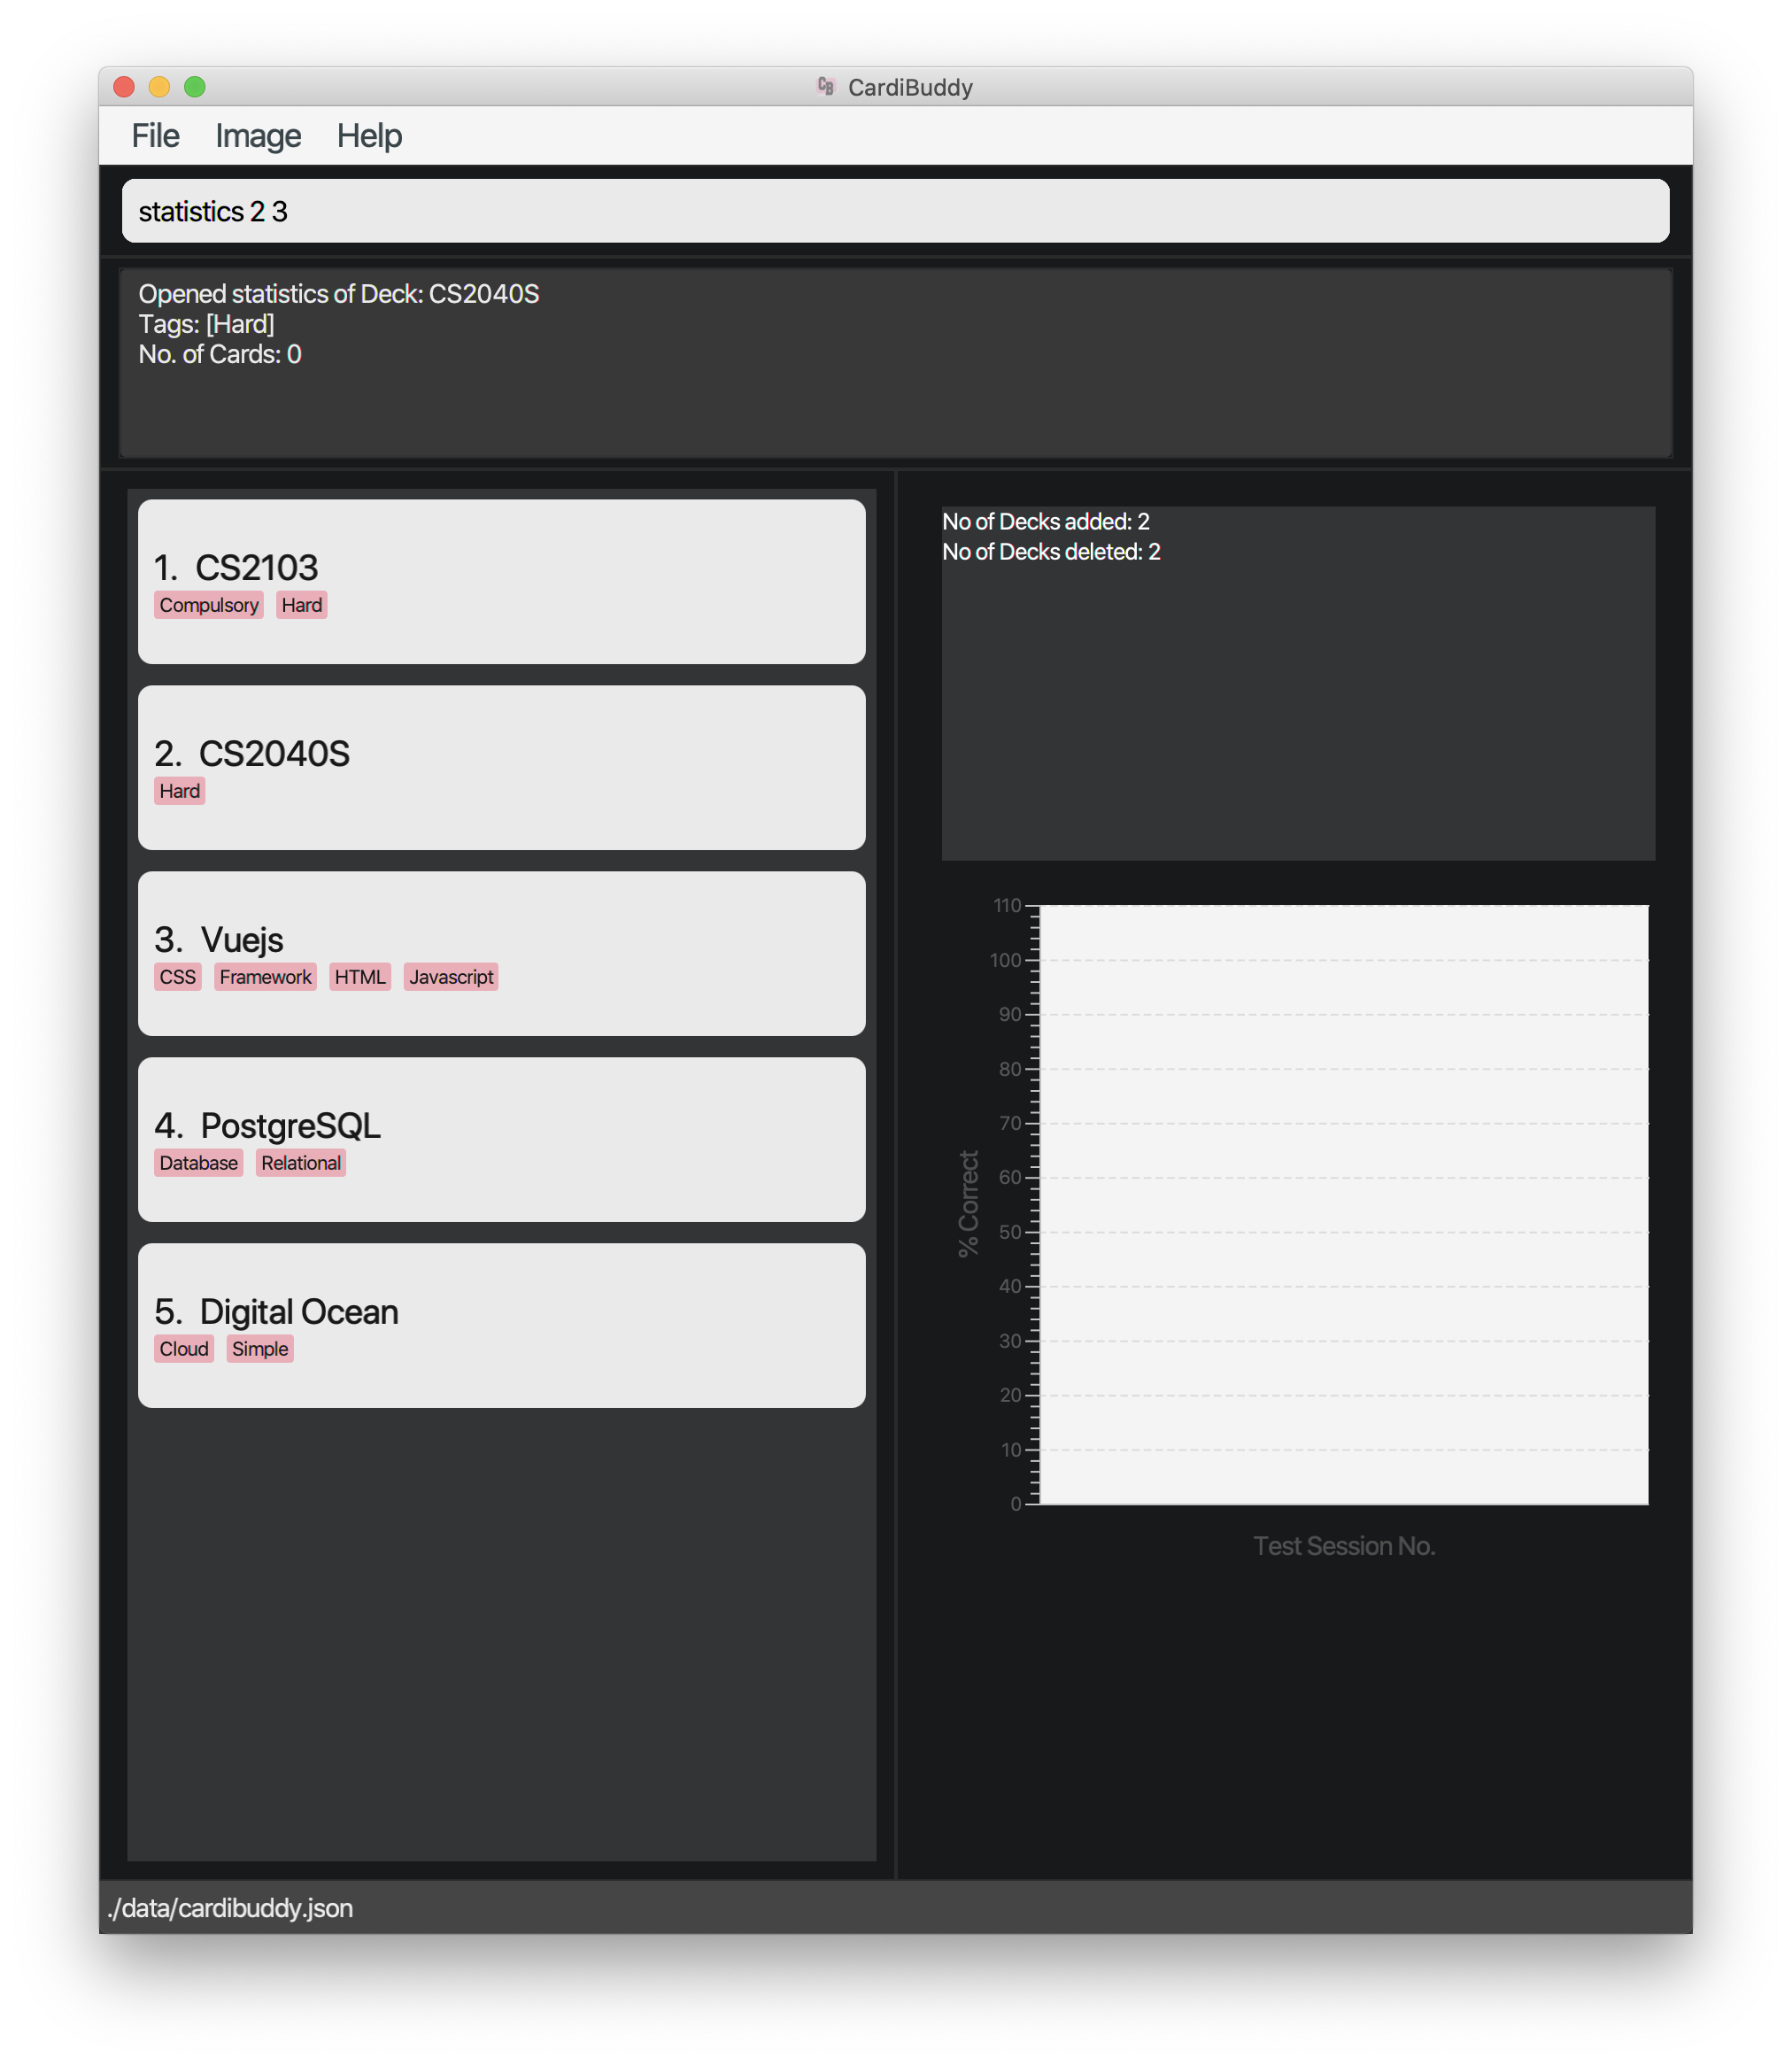 CB CardiBuddy
File Image Help
statistics 2 3
Opened statistics of Deck: CS2040S
Tags: [Hard]
No. of Cards: 0
1. CS2103
Compulsory Hard
2. CS2040S
Hard
3. Vuejs
CSS Framework HTML Javascript
4. PostgreSQL
Database Relational
5. Digital Ocean
Cloud Simple
No of Decks added: 2
No of Decks deleted: 2
110
100
90
80
70
60
50
40
30
20
10
0
% Correct
Test Session No.
./data/cardibuddy.json